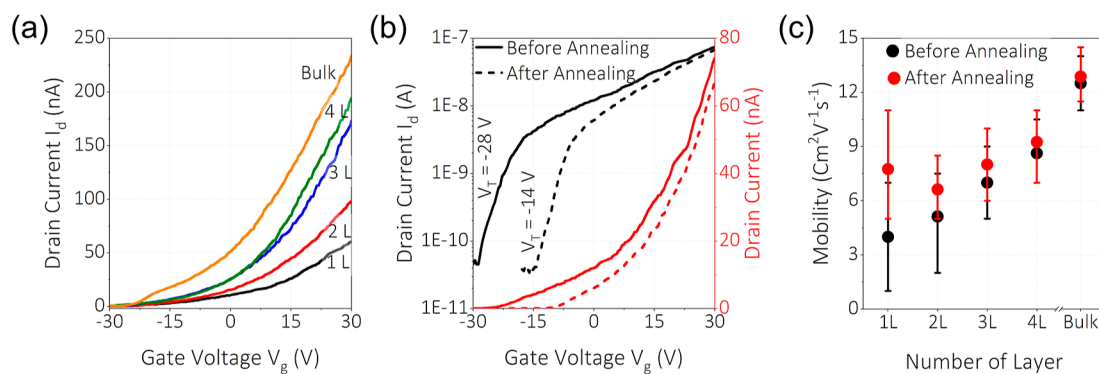 (a)
Drain Current I_d (nA)
250
200
150
100
50
0
-30
-15
0
15
30
Gate Voltage V_g (V)
Bulk
4 L
3 L
2 L
1 L
(b)
Drain Current I_d (A)
1E-7
1E-8
1E-9
1E-10
1E-11
Before Annealing
After Annealing
V_T = -28 V
V_T = -14 V
-30
-15
0
15
30
Gate Voltage V_g (V)
80
60
40
20
0
Drain Current I_d (nA)
(c)
Mobility (Cm²V⁻¹s⁻¹)
15
12
9
6
3
0
Before Annealing
After Annealing
1L
2L
3L
4L
Bulk
Number of Layer